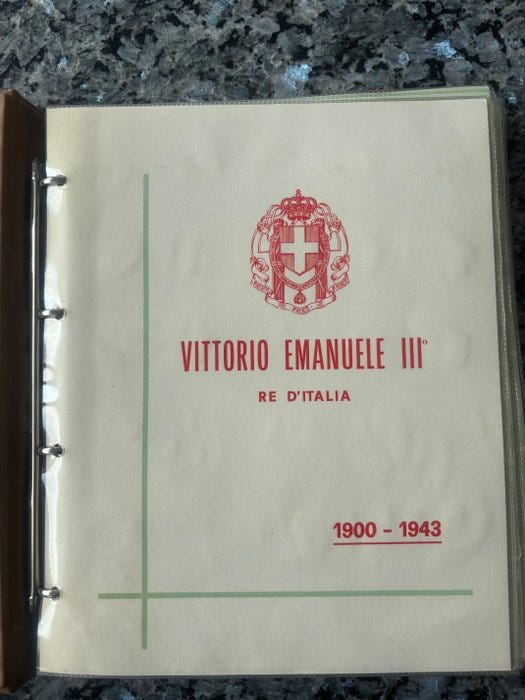 VITTORIO EMANUELE III°
RE D'ITALIA
1900 - 1943